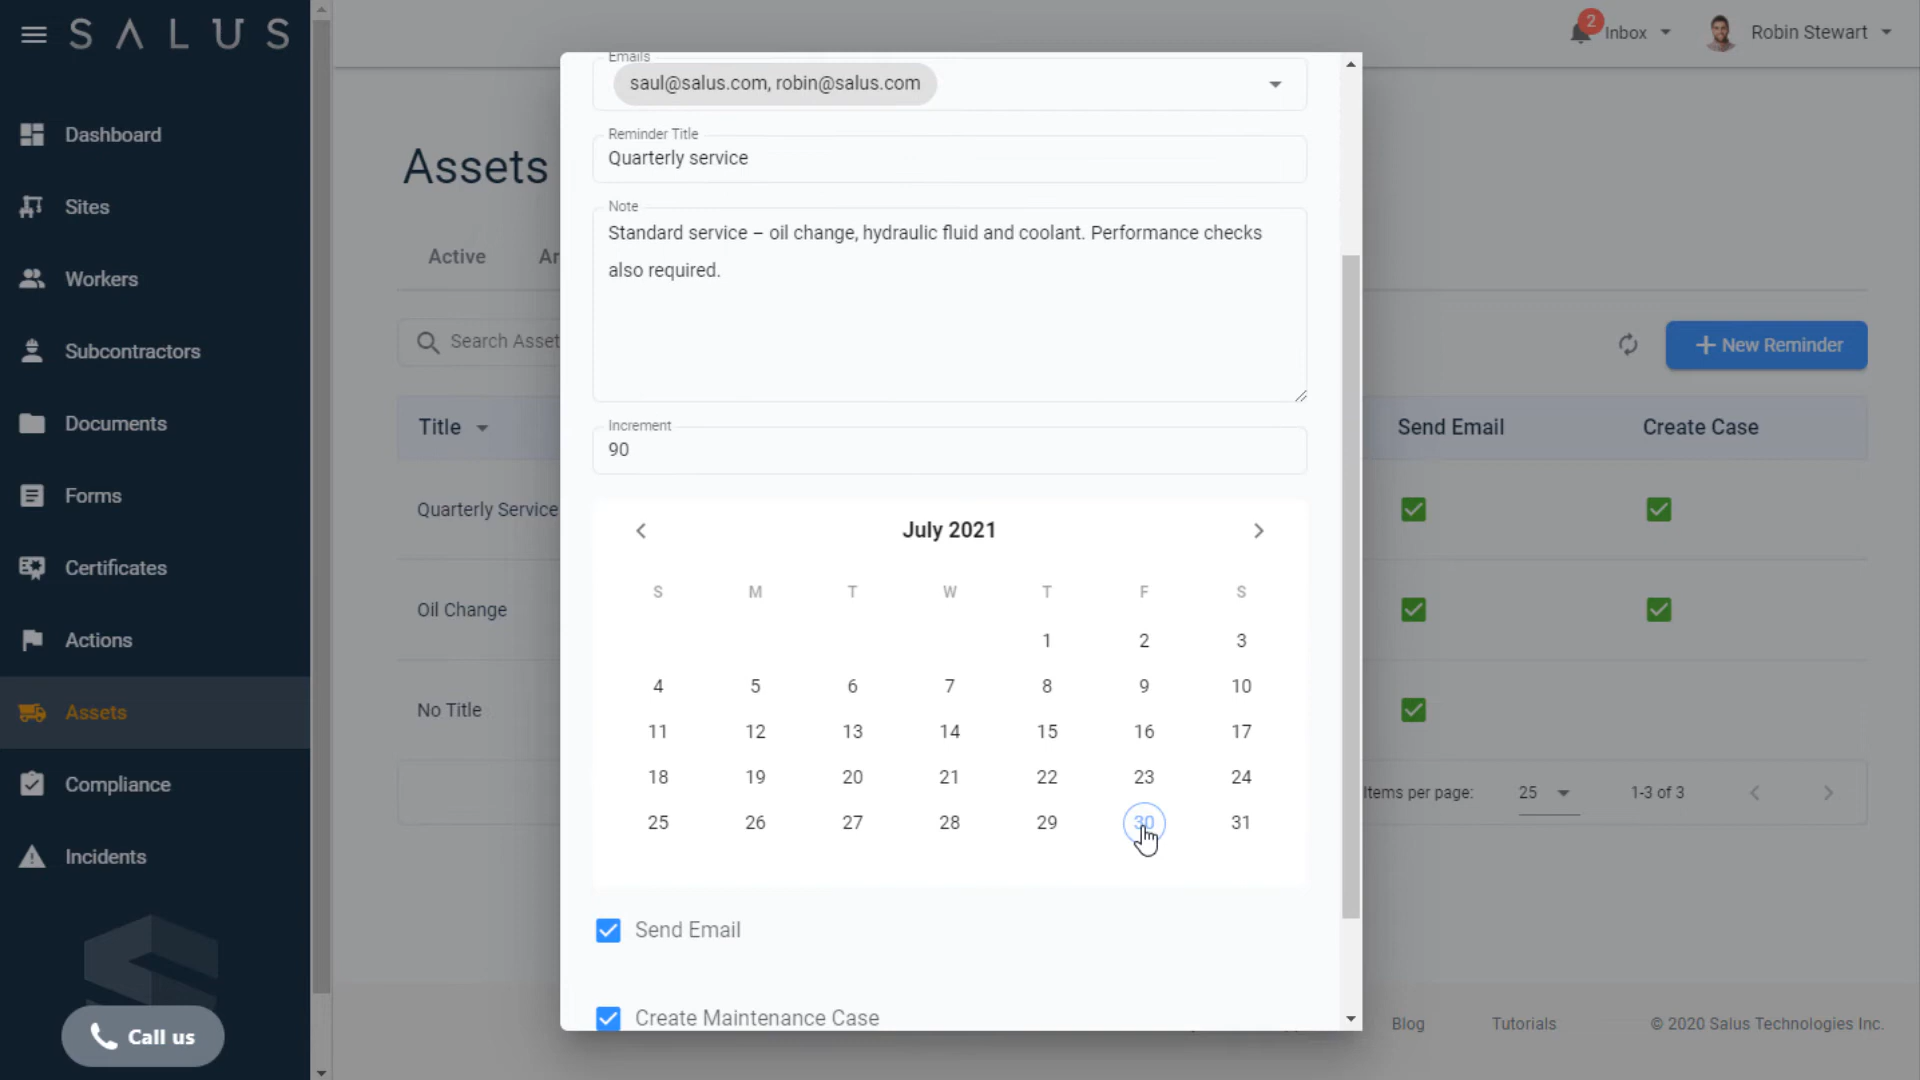 SALUS
2
Inbox
Robin Stewart
Dashboard
Sites
Workers
Subcontractors
Documents
Forms
Certificates
Actions
Assets
Compliance
Incidents
Call us
Assets
Active
Ar
Search Asset
New Reminder
Title
Send Email
Create Case
Quarterly Service
Oil Change
No Title
Items per page:
25
1-3 of 3
Blog
Tutorials
© 2020 Salus Technologies Inc.
Emails
saul@salus.com, robin@salus.com
Reminder Title
Quarterly service
Note
Standard service – oil change, hydraulic fluid and coolant. Performance checks
also required.
Increment
90
July 2021
S M T W T F S
1 2 3
4 5 6 7 8 9 10
11 12 13 14 15 16 17
18 19 20 21 22 23 24
25 26 27 28 29 30 31
Send Email
Create Maintenance Case